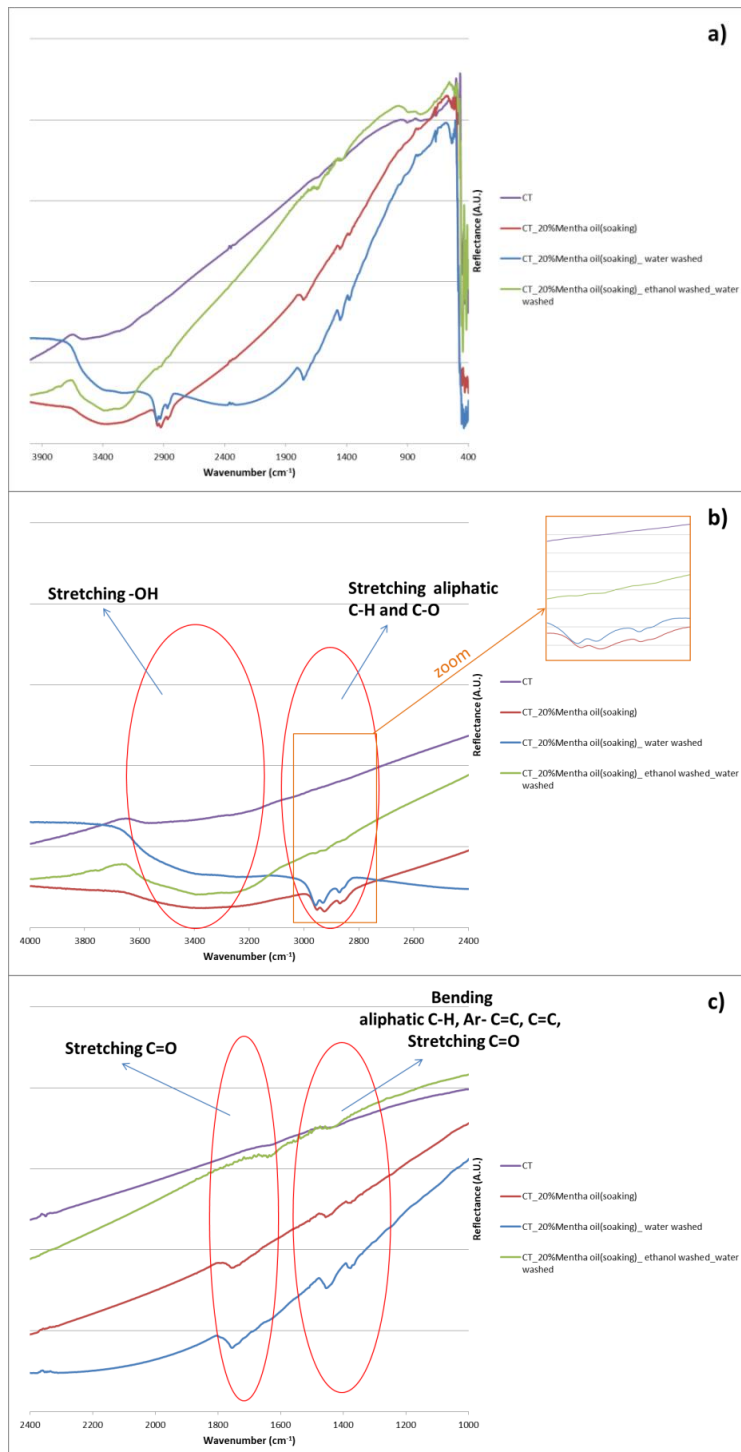 a)
Reflectance (A.U.)
CT
CT_20%Mentha oil(soaking)
CT_20%Mentha oil(soaking)_ water washed
CT_20%Mentha oil(soaking)_ ethanol washed_water
washed
3900 3400 2900 2400 1900 1400 900 400
Wavenumber (cm-1)
b)
Stretching -OH
Stretching aliphatic
C-H and C-O
zoom
Reflectance (A.U.)
CT
CT_20%Mentha oil(soaking)
CT_20%Mentha oil(soaking)_ water washed
CT_20%Mentha oil(soaking)_ ethanol washed_water
washed
4000 3800 3600 3400 3200 3000 2800 2600 2400
Wavenumber (cm-1)
c)
Bending
aliphatic C-H, Ar- C=C, C=C,
Stretching C=O
Stretching C=O
Reflectance (A.U.)
CT
CT_20%Mentha oil(soaking)
CT_20%Mentha oil(soaking)_ water washed
CT_20%Mentha oil(soaking)_ ethanol washed_water
washed
2400 2200 2000 1800 1600 1400 1200 1000
Wavenumber (cm-1)